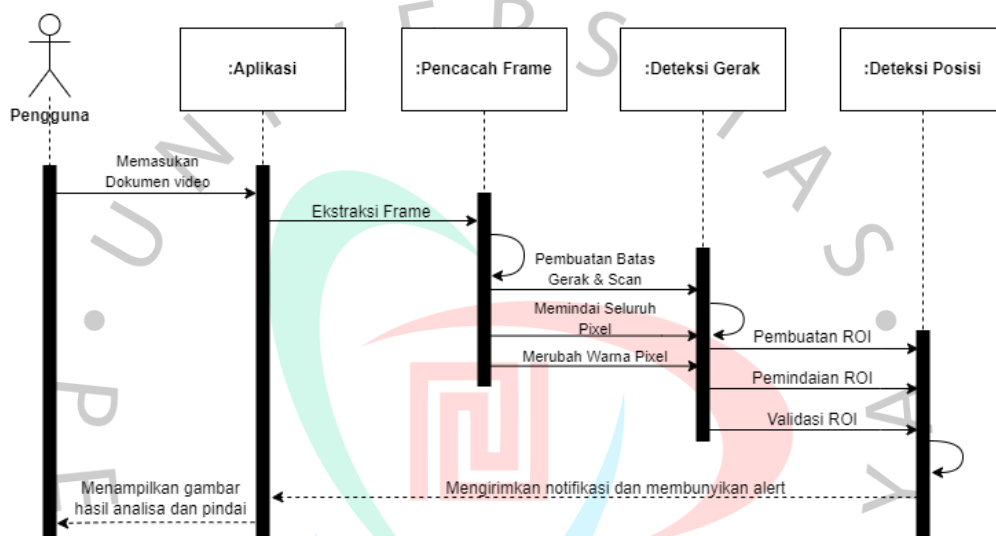 :Aplikasi
:Pencacah Frame
:Deteksi Gerak
:Deteksi Posisi
Pengguna
Memasukan
Dokumen video
Ekstraksi Frame
Pembuatan Batas
Gerak & Scan
Memindai Seluruh
Pixel
Merubah Warna Pixel
Pembuatan ROI
Pemindaian ROI
Validasi ROI
Mengirimkan notifikasi dan membunyikan alert
Menampilkan gambar
hasil analisa dan pindai